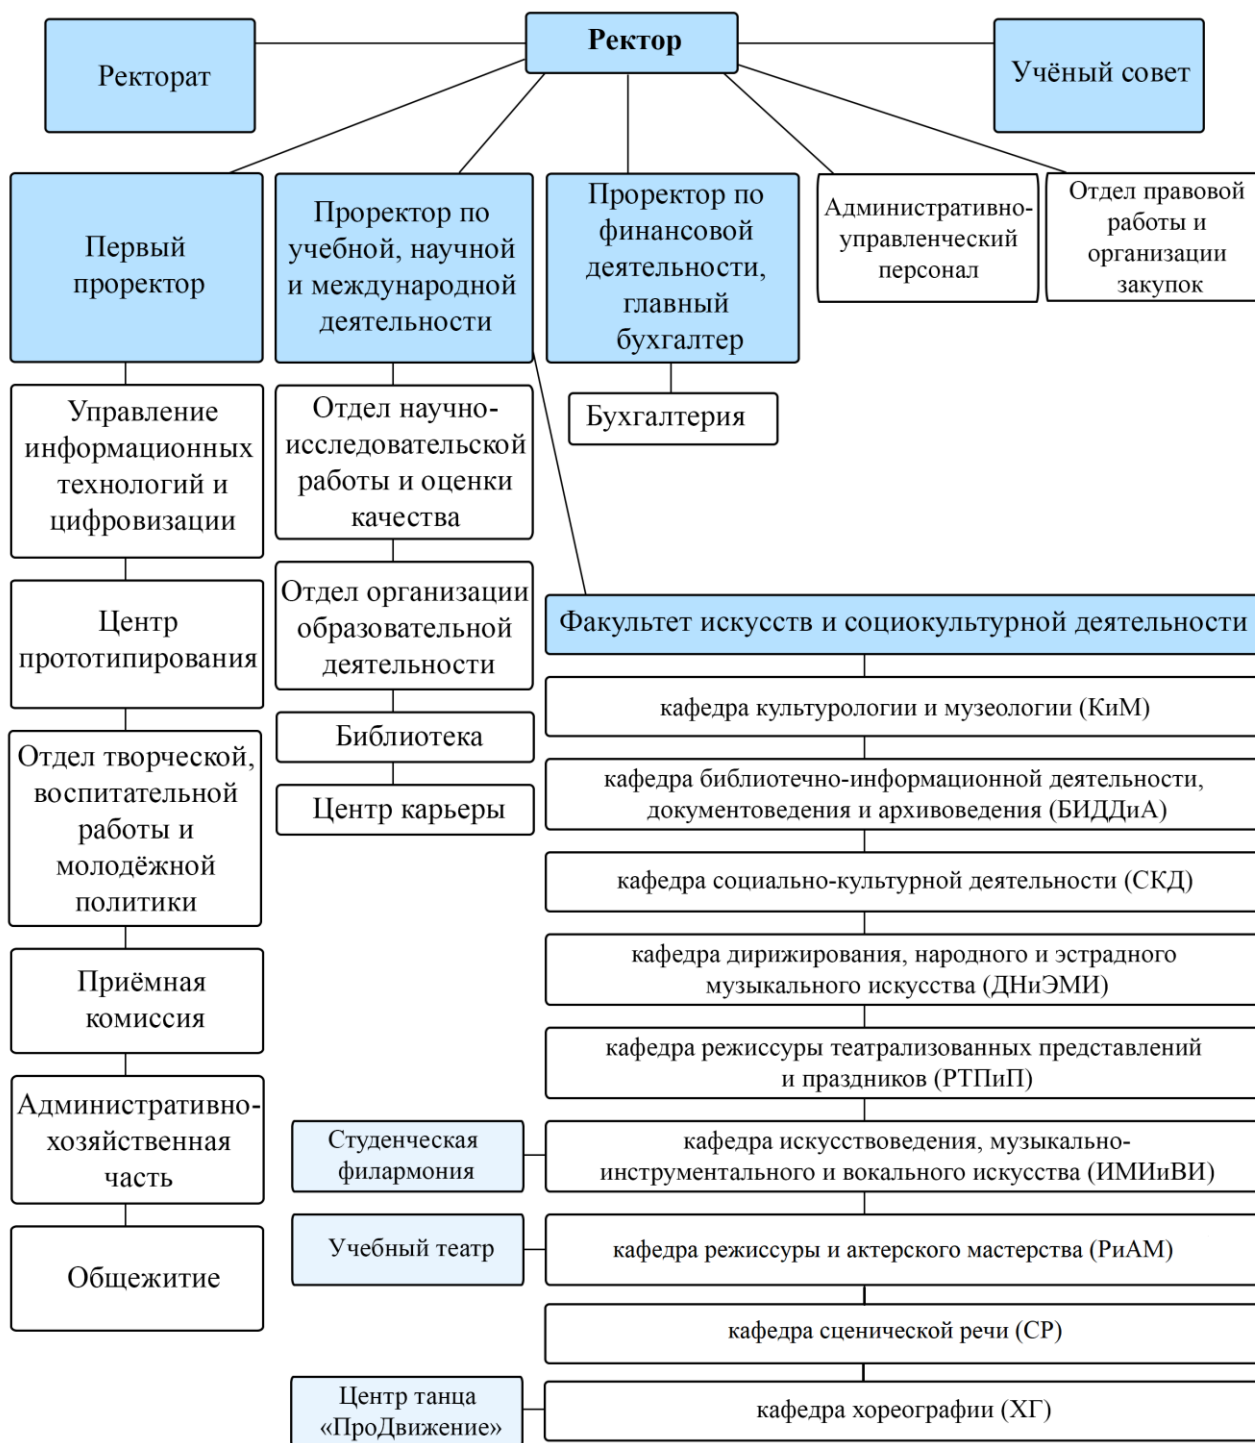 Ректор
Ректорат
Учёный совет
Первый
проректор
Проректор по
учебной, научной
и международной
деятельности
Проректор по
финансовой
деятельности,
главный
бухгалтер
Административно-
управленческий
персонал
Отдел правовой
работы и
организации
закупок
Управление
информационных
технологий и
цифровизации
Центр
прототипирования
Отдел творческой,
воспитательной
работы и
молодёжной
политики
Приёмная
комиссия
Административно-
хозяйственная
часть
Общежитие
Отдел научно-
исследовательской
работы и оценки
качества
Отдел организации
образовательной
деятельности
Библиотека
Центр карьеры
Бухгалтерия
Факультет искусств и социокультурной деятельности
кафедра культурологии и музеологии (КиМ)
кафедра библиотечно-информационной деятельности,
документоведения и архивоведения (БИДДиА)
кафедра социально-культурной деятельности (СКД)
кафедра дирижирования, народного и эстрадного
музыкального искусства (ДНиЭМИ)
кафедра режиссуры театрализованных представлений
и праздников (РТПиП)
Студенческая
филармония
кафедра искусствоведения, музыкально-
инструментального и вокального искусства (ИМИиВИ)
Учебный театр
кафедра режиссуры и актерского мастерства (РиАМ)
кафедра сценической речи (СР)
Центр танца
«ПроДвижение»
кафедра хореографии (ХГ)